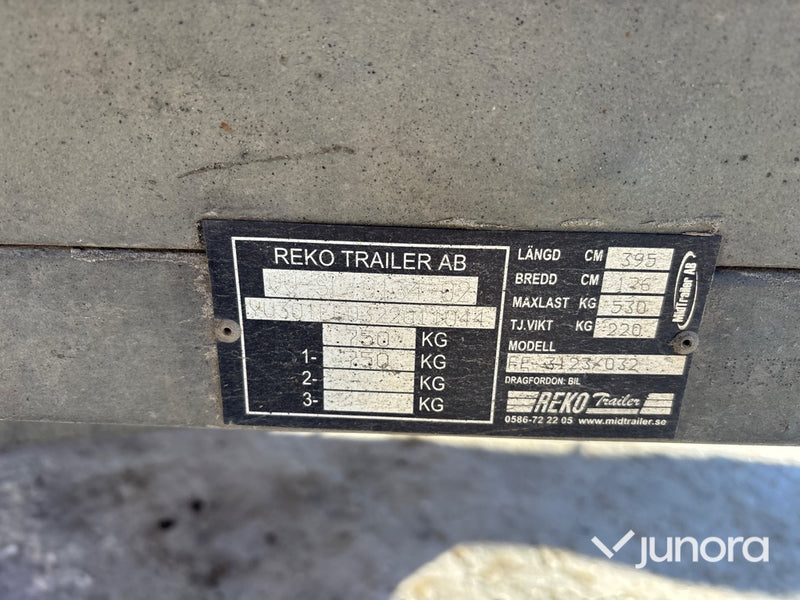 REKO TRAILER AB
750 KG
1- 750 KG
2- KG
3- KG
LÄNGD CM 395
BREDD CM
MAXLAST KG 530
TJ.VIKT KG 220
MODELL
DRAGFORDON: BIL
REKO Trailer
0586-72 22 05 www.midtrailer.se
MidTrailer AB
junora